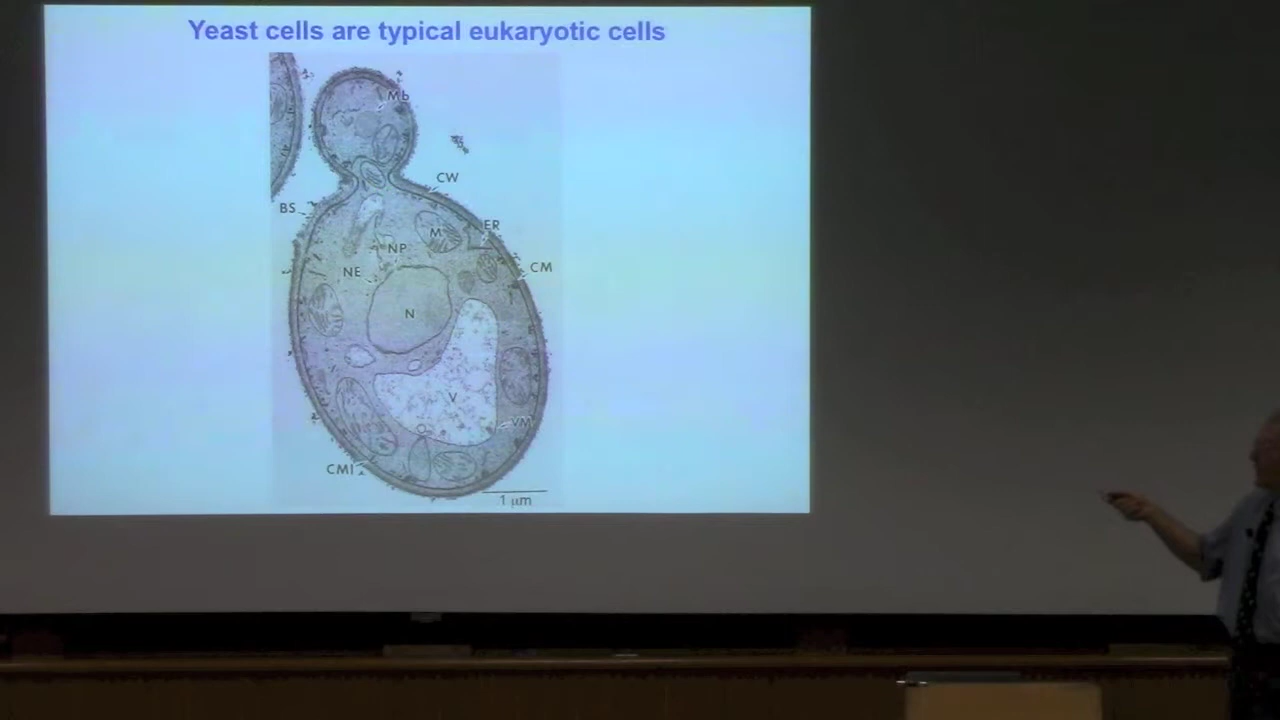 Yeast cells are typical eukaryotic cells
Mb
CW
BS
ER
M
NP
NE
CM
N
V
VM
CMI
1 µm